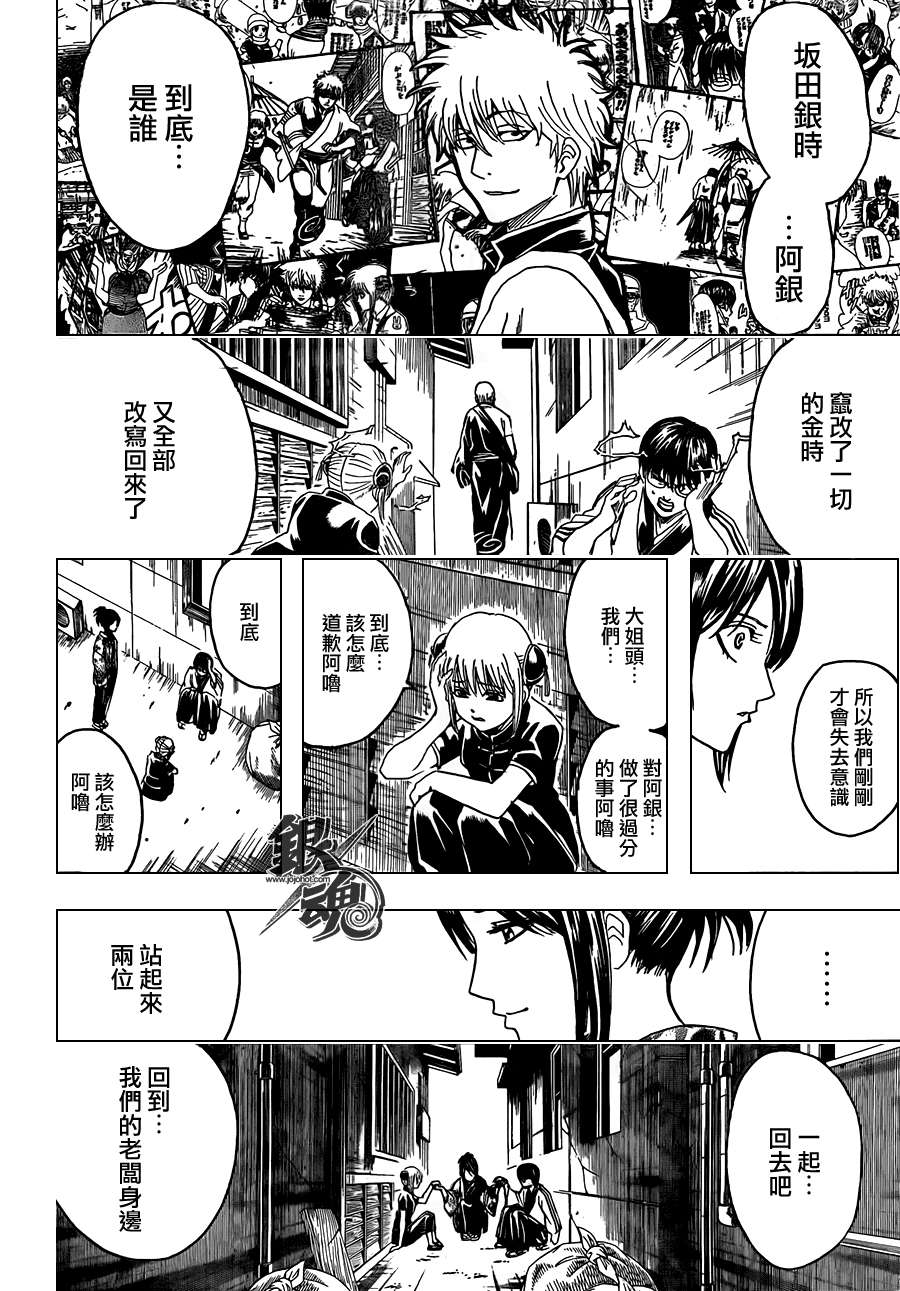 坂田銀時
…阿銀
到底…
是誰
竄改了一切
的金時
又全部
改寫回來了
所以我們剛剛
才會失去意識
大姐頭…
我們…
對阿銀…
做了很過分
的事阿嚕
到底…
該怎麼
道歉阿嚕
到底
該怎麼辦
阿嚕
銀魂
www.jojohot.com
……
站起來
兩位
一起…
回去吧
回到…
我們的老闆身邊